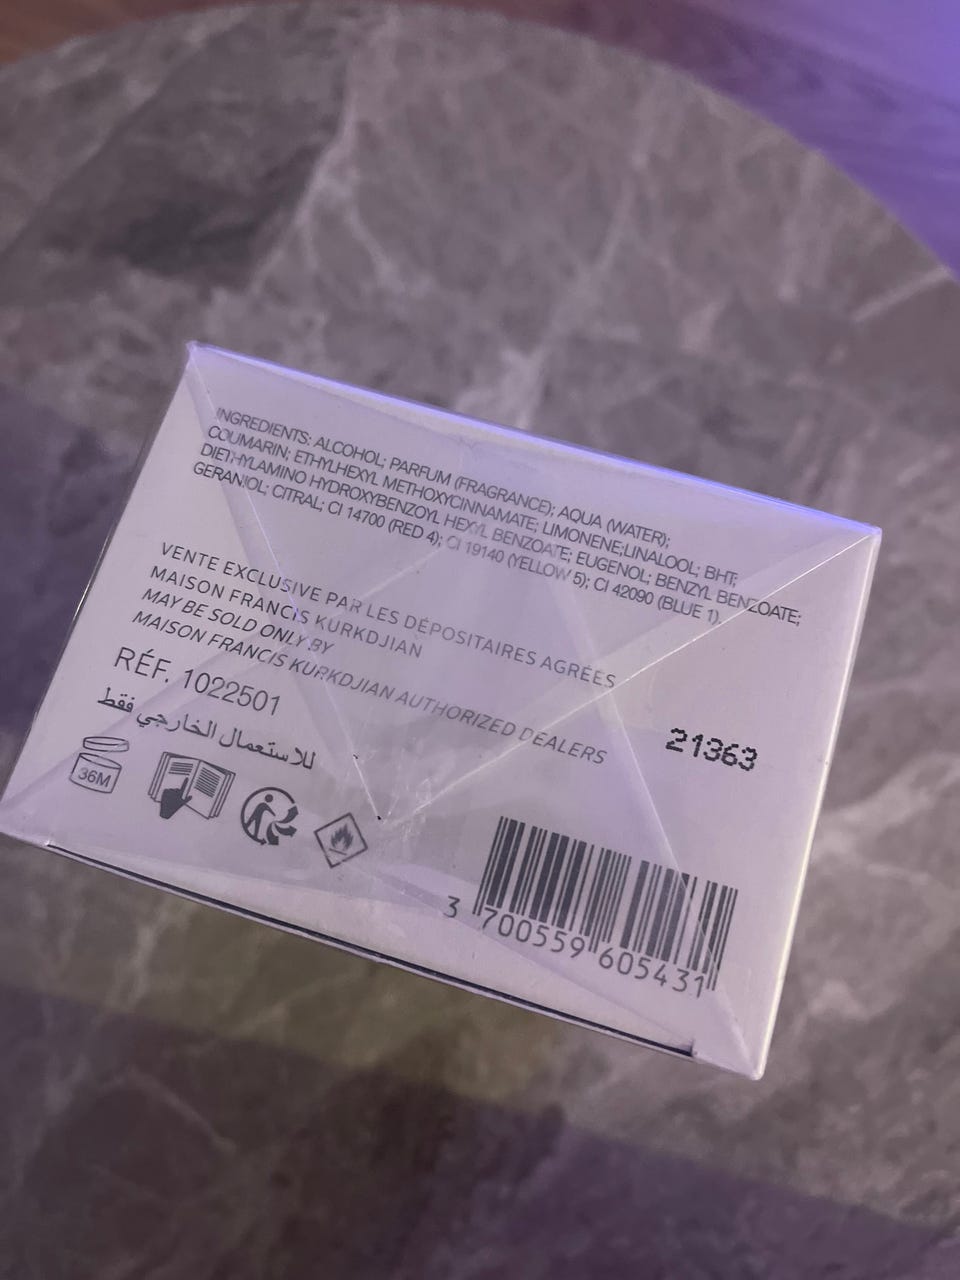 INGREDIENTS: ALCOHOL; PARFUM (FRAGRANCE); AQUA (WATER);
COUMARIN; ETHYLHEXYL METHOXYCINNAMATE; LIMONENE;LINALOOL; BHT;
DIETHYLAMINO HYDROXYBENZOYL HEXYL BENZOATE; EUGENOL; BENZYL BENZOATE;
GERANIOL; CITRAL; CI 14700 (RED 4); CI 19140 (YELLOW 5); CI 42090 (BLUE 1).
VENTE EXCLUSIVE PAR LES DÉPOSITAIRES AGRÉES
MAISON FRANCIS KURKDJIAN
MAY BE SOLD ONLY BY
MAISON FRANCIS KURKDJIAN AUTHORIZED DEALERS
RÉF. 1022501
للاستعمال الخارجي فقط
21363
36M
3 700559 605431